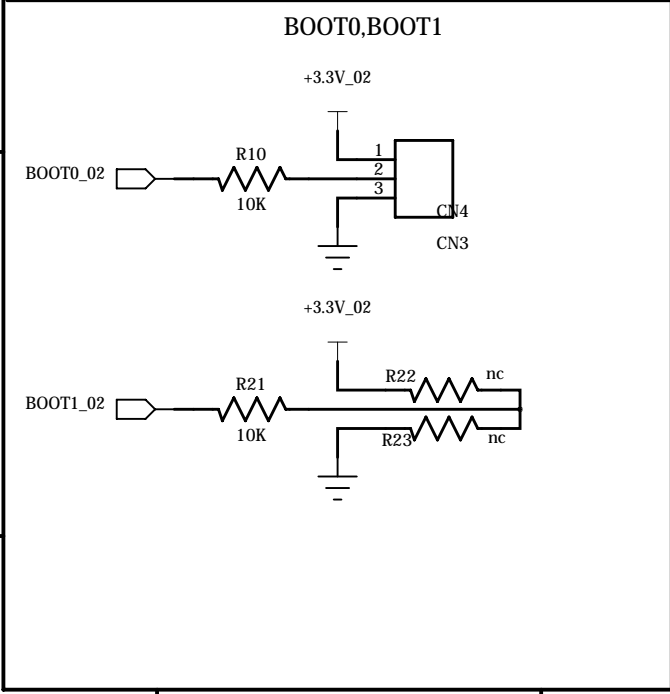 BOOT0,BOOT1
+3.3V_02
R10
1
2
3
BOOT0_02
10K
CN4
CN3
+3.3V_02
R22
nc
R21
BOOT1_02
10K
R23
nc